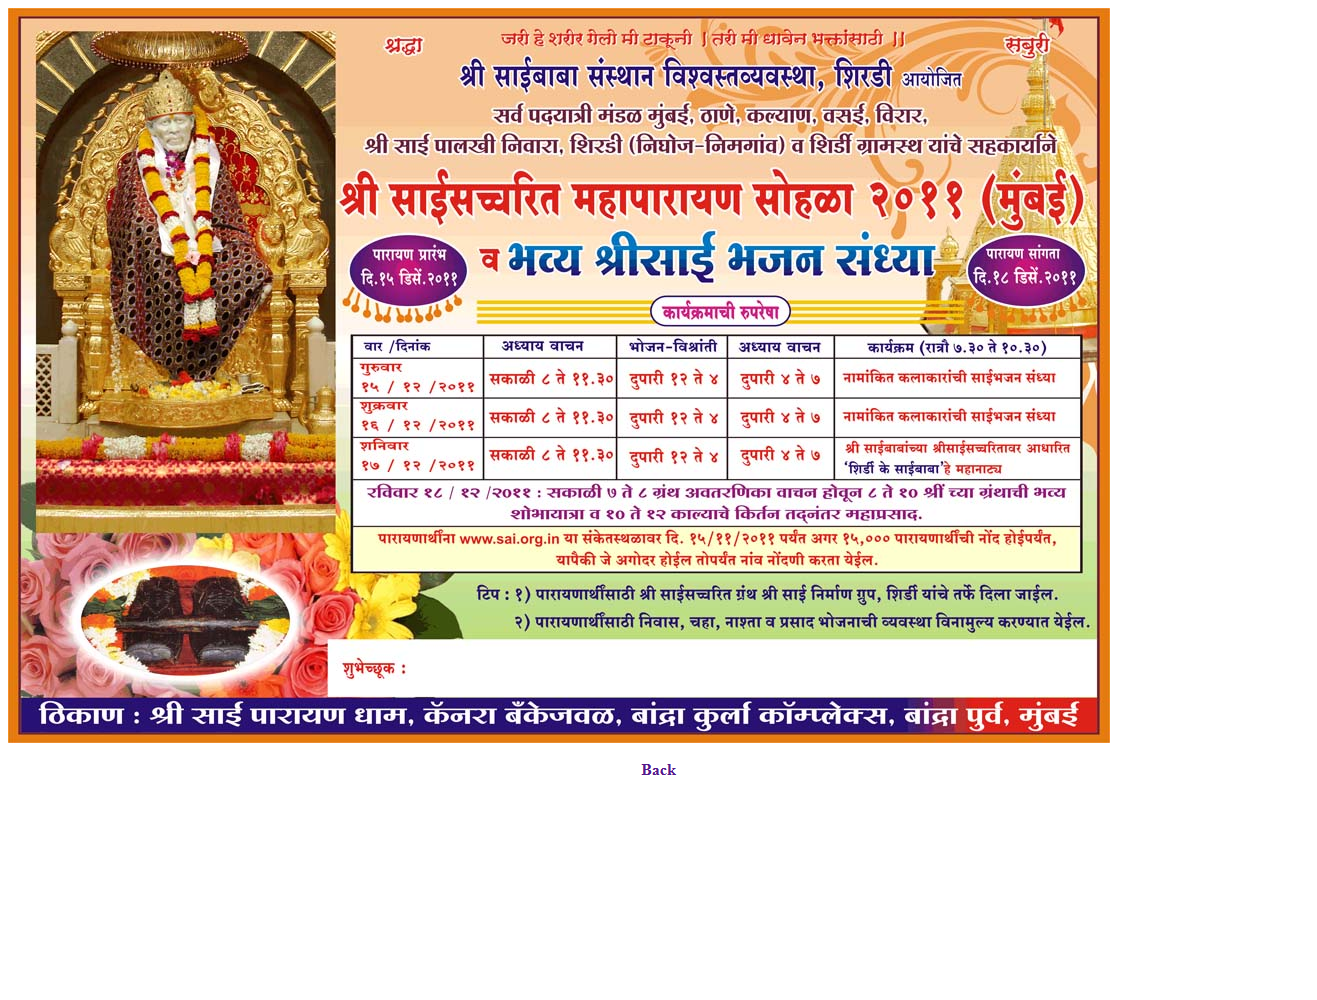 श्रद्धा
जरी हे शरीर गेलो मी टाकूनी | तरी मी धावेन भक्तांसाठी ||
सबुरी
श्री साईबाबा संस्थान विश्वस्तव्यवस्था, शिरडी आयोजित
सर्व पदयात्री मंडळ मुंबई, ठाणे, कल्याण, वसई, विरार,
श्री साई पालखी निवारा, शिरडी (निघोज-निमगांव) व शिर्डी ग्रामस्थ यांचे सहकार्याने
श्री साईसच्चरित महापारायण सोहळा २०११ (मुंबई)
पारायण प्रारंभ
दि.१५ डिसें.२०११
व भव्य श्रीसाई भजन संध्या
पारायण सांगता
दि.१८ डिसें.२०११
कार्यक्रमाची रुपरेषा
वार /दिनांक अध्याय वाचन भोजन-विश्रांती अध्याय वाचन कार्यक्रम (रात्रौ ७.३० ते १०.३०)
गुरुवार
१५ / १२ /२०११ सकाळी ८ ते ११.३० दुपारी १२ ते ४ दुपारी ४ ते ७ नामांकित कलाकारांची साईभजन संध्या
शुक्रवार
१६ / १२ /२०११ सकाळी ८ ते ११.३० दुपारी १२ ते ४ दुपारी ४ ते ७ नामांकित कलाकारांची साईभजन संध्या
शनिवार
१७ / १२ /२०११ सकाळी ८ ते ११.३० दुपारी १२ ते ४ दुपारी ४ ते ७ श्री साईबाबांच्या श्रीसाईसच्चरितावर आधारित
‘शिर्डी के साईबाबा’हे महानाट्य
रविवार १८ / १२ /२०११ : सकाळी ७ ते ८ ग्रंथ अवतरणिका वाचन होवून ८ ते १० श्रीं च्या ग्रंथाची भव्य
शोभायात्रा व १० ते १२ काल्याचे किर्तन तद्नंतर महाप्रसाद.
पारायणार्थींना www.sai.org.in या संकेतस्थळावर दि. १५/११/२०११ पर्यंत अगर १५,००० पारायणार्थींची नोंद होईपर्यंत,
यापैकी जे अगोदर होईल तोपर्यंत नांव नोंदणी करता येईल.
टिप : १) पारायणार्थींसाठी श्री साईसच्चरित ग्रंथ श्री साई निर्माण ग्रुप, शिर्डी यांचे तर्फे दिला जाईल.
२) पारायणार्थींसाठी निवास, चहा, नाश्ता व प्रसाद भोजनाची व्यवस्था विनामुल्य करण्यात येईल.
शुभेच्छूक :
ठिकाण : श्री साई पारायण धाम, कॅनरा बँकेजवळ, बांद्रा कुर्ला कॉम्प्लेक्स, बांद्रा पुर्व, मुंबई
Back